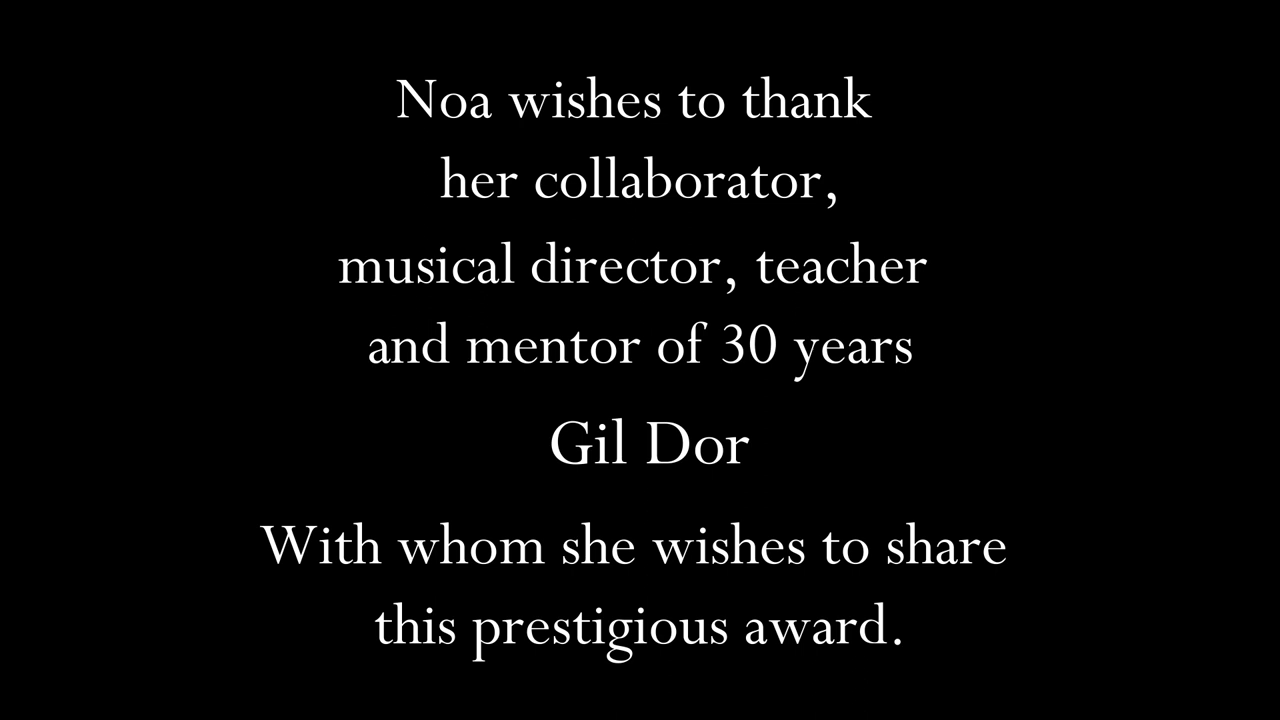 Noa wishes to thank
her collaborator,
musical director, teacher
and mentor of 30 years
Gil Dor
With whom she wishes to share
this prestigious award.